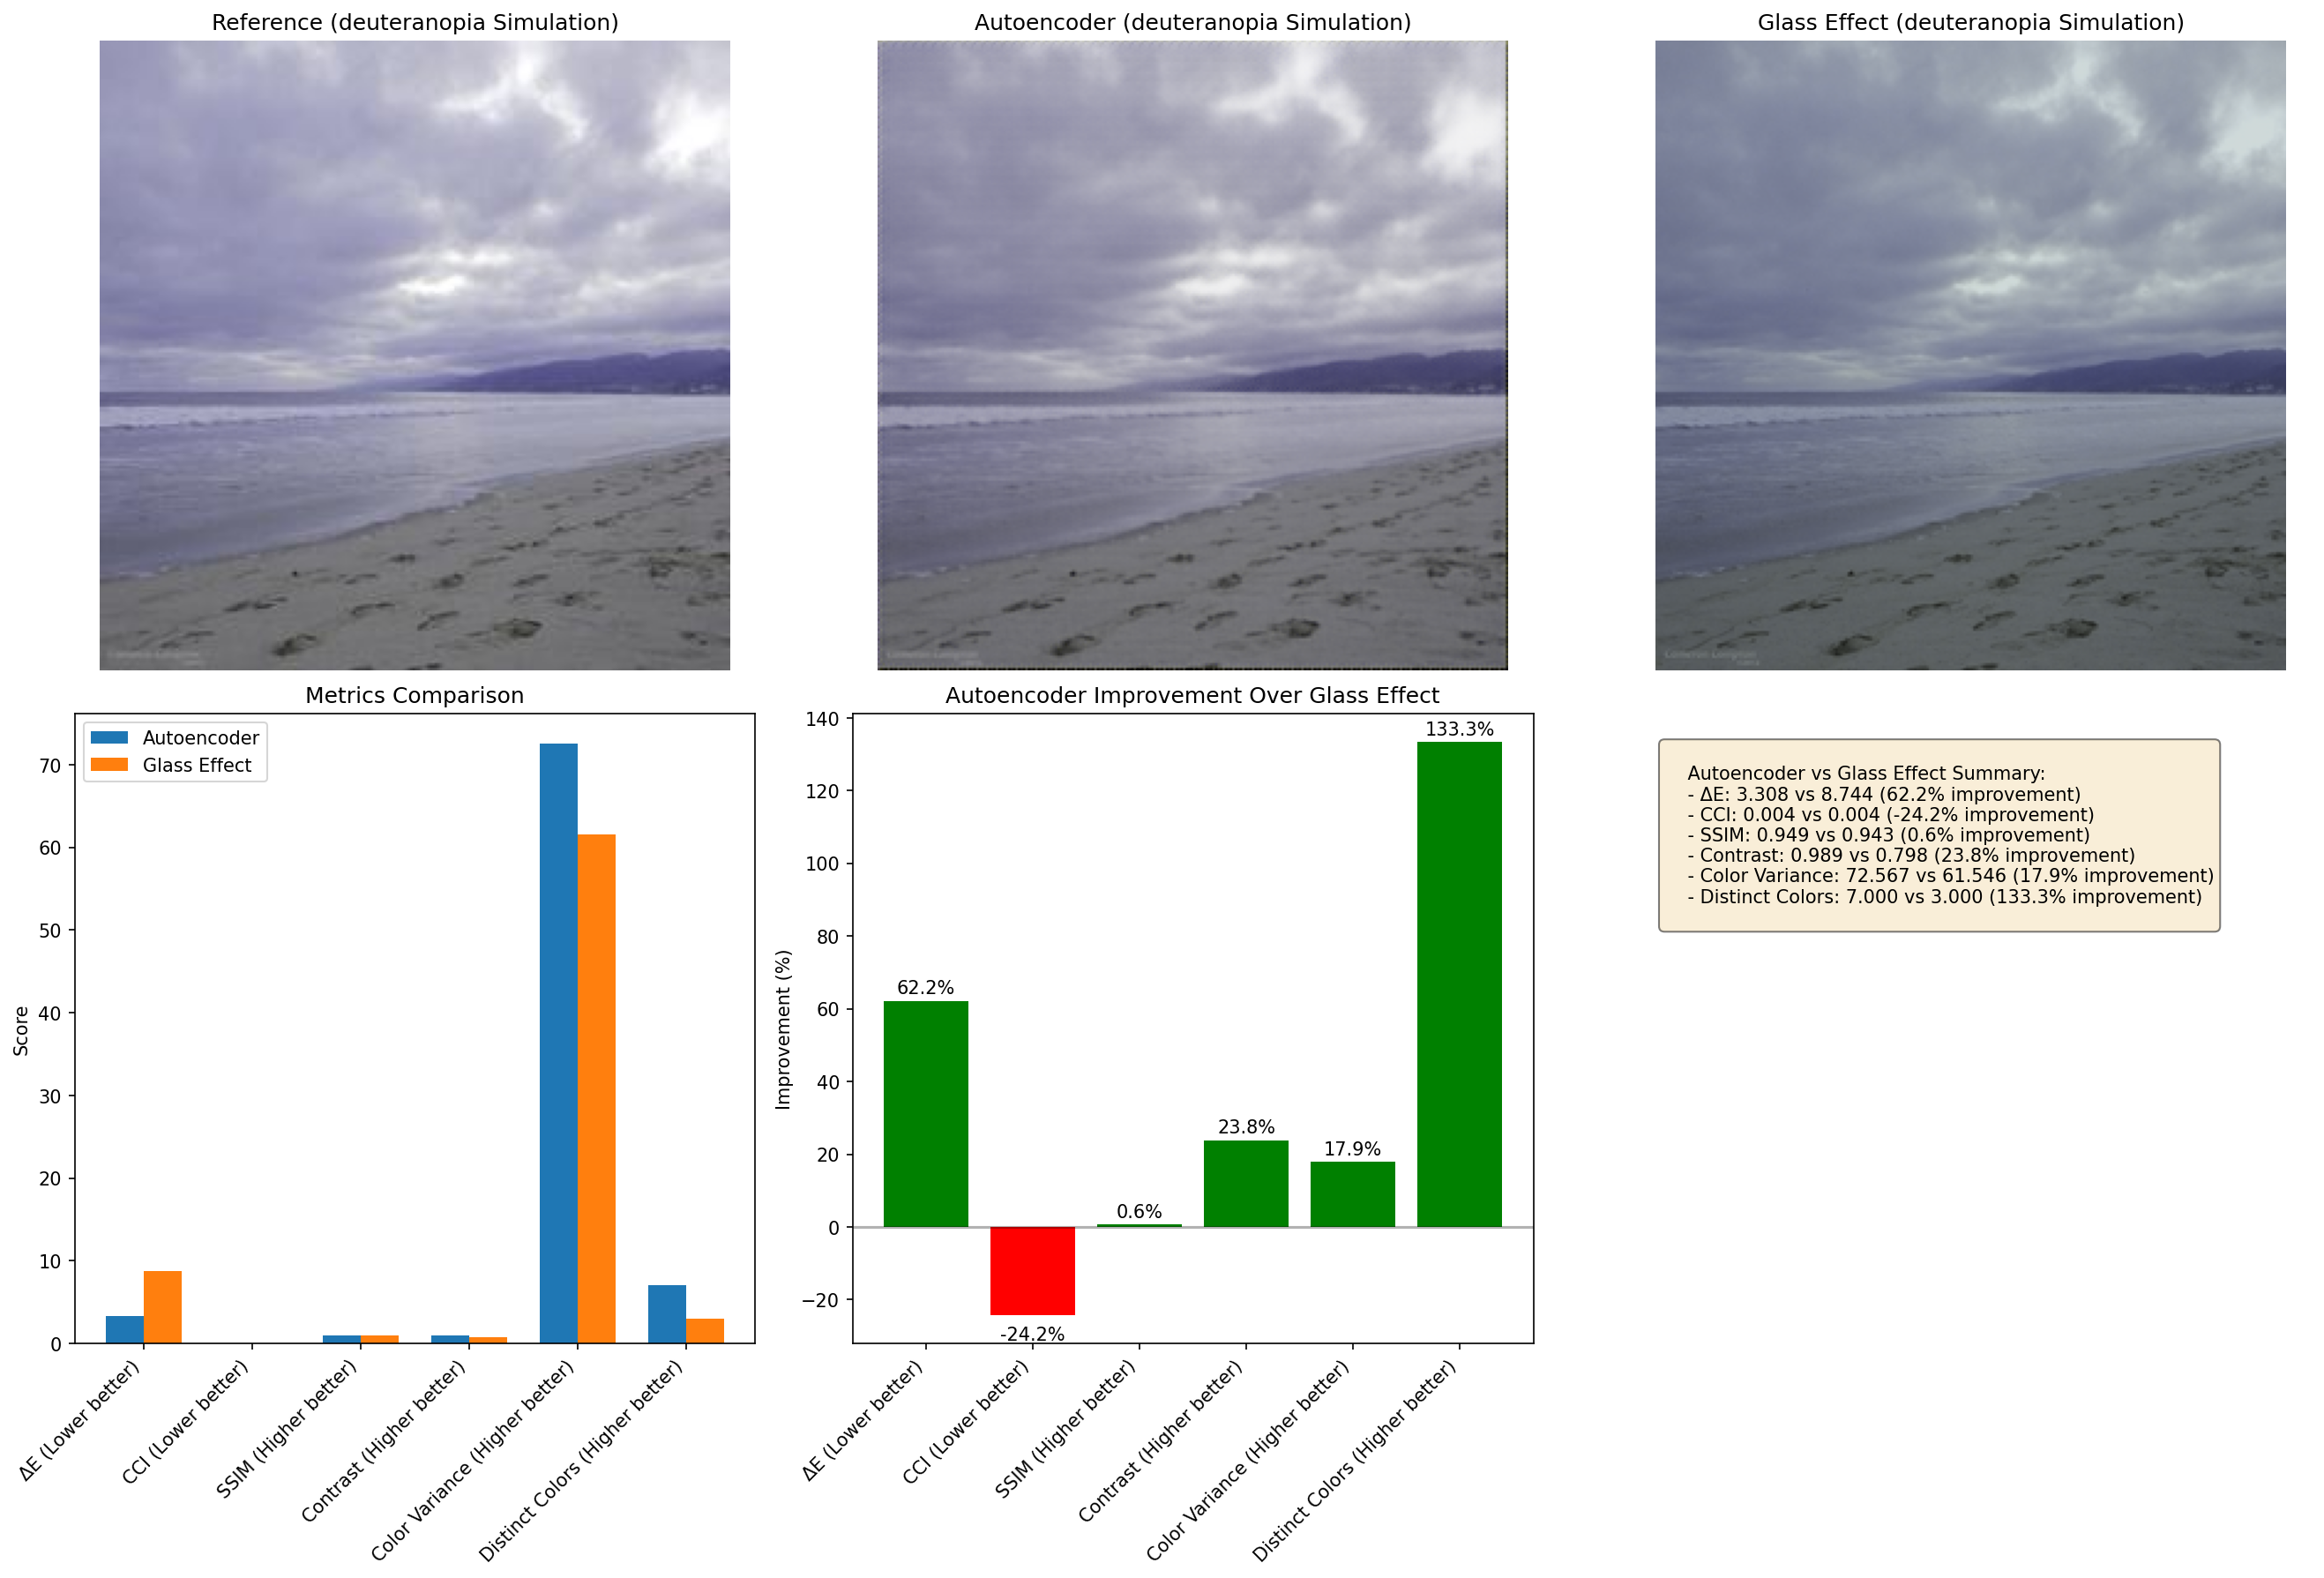 Reference (deuteranopia Simulation)
Autoencoder (deuteranopia Simulation)
Glass Effect (deuteranopia Simulation)
Metrics Comparison
Autoencoder
Glass Effect
Score
70
60
50
40
30
20
10
0
ΔE (Lower better)
CCI (Lower better)
SSIM (Higher better)
Contrast (Higher better)
Color Variance (Higher better)
Distinct Colors (Higher better)
Autoencoder Improvement Over Glass Effect
Improvement (%)
140
120
100
80
60
40
20
0
−20
62.2%
-24.2%
0.6%
23.8%
17.9%
133.3%
ΔE (Lower better)
CCI (Lower better)
SSIM (Higher better)
Contrast (Higher better)
Color Variance (Higher better)
Distinct Colors (Higher better)
Autoencoder vs Glass Effect Summary:
- ΔE: 3.308 vs 8.744 (62.2% improvement)
- CCI: 0.004 vs 0.004 (-24.2% improvement)
- SSIM: 0.949 vs 0.943 (0.6% improvement)
- Contrast: 0.989 vs 0.798 (23.8% improvement)
- Color Variance: 72.567 vs 61.546 (17.9% improvement)
- Distinct Colors: 7.000 vs 3.000 (133.3% improvement)